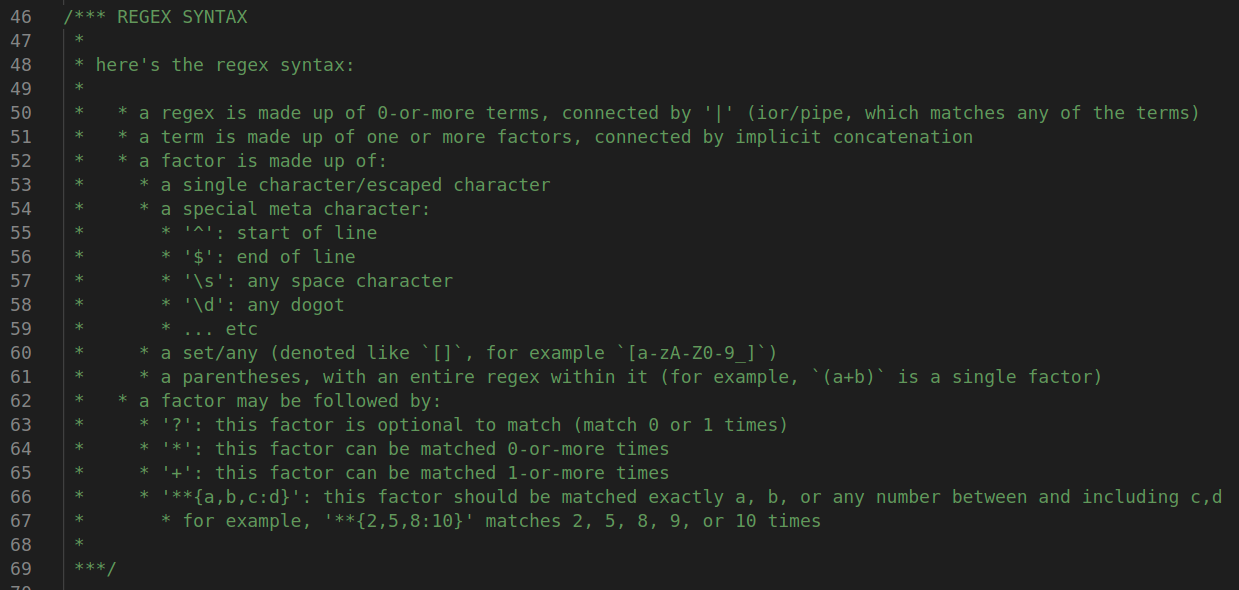 46 /*** REGEX SYNTAX
47  *
48  * here's the regex syntax:
49  *
50  *   * a regex is made up of 0-or-more terms, connected by '|' (ior/pipe, which matches any of the terms)
51  *   * a term is made up of one or more factors, connected by implicit concatenation
52  *   * a factor is made up of:
53  *     * a single character/escaped character
54  *     * a special meta character:
55  *       * '^': start of line
56  *       * '$': end of line
57  *       * '\s': any space character
58  *       * '\d': any dogot
59  *       * ... etc
60  *     * a set/any (denoted like `[]`, for example `[a-zA-Z0-9_]`)
61  *     * a parentheses, with an entire regex within it (for example, `(a+b)` is a single factor)
62  *   * a factor may be followed by:
63  *     * '?': this factor is optional to match (match 0 or 1 times)
64  *     * '*': this factor can be matched 0-or-more times
65  *     * '+': this factor can be matched 1-or-more times
66  *     * '**{a,b,c:d}': this factor should be matched exactly a, b, or any number between and including c,d
67  *       * for example, '**{2,5,8:10}' matches 2, 5, 8, 9, or 10 times
68  *
69  ***/
70